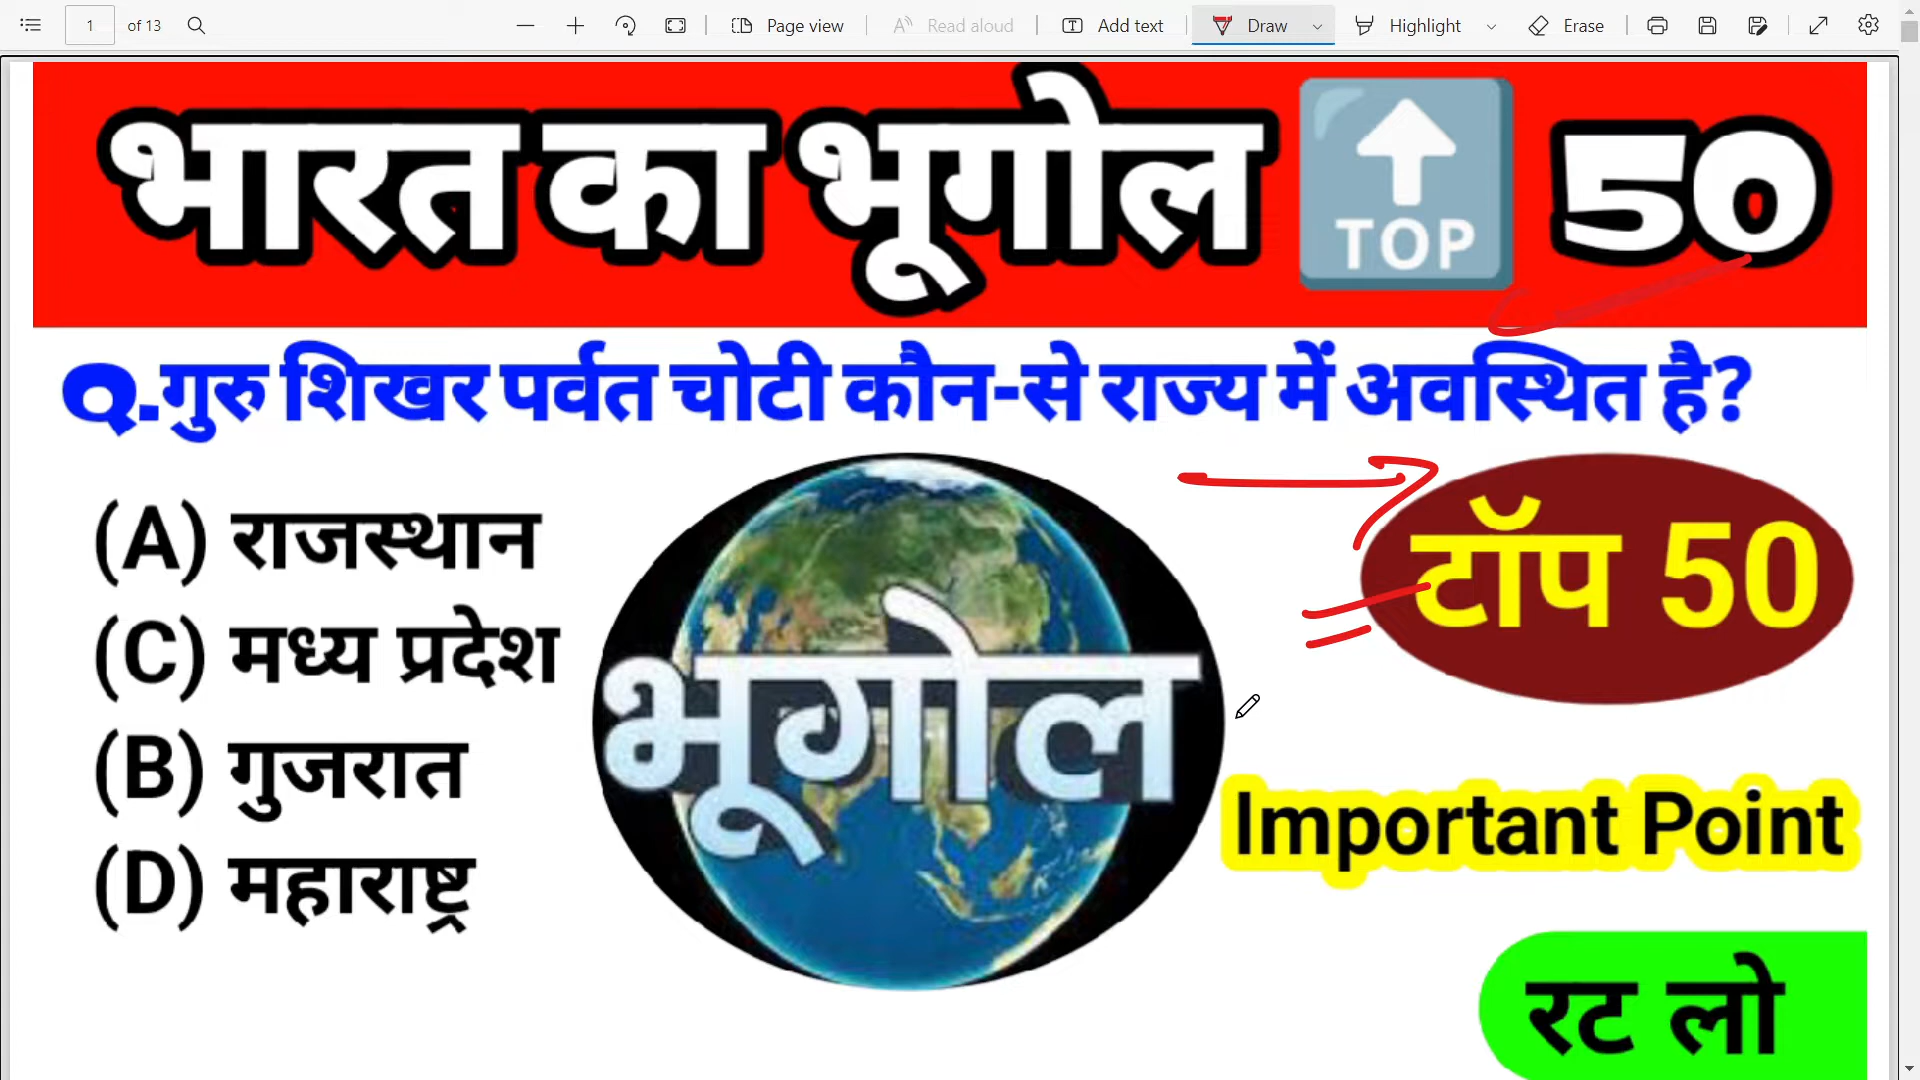 1 of 13 Page view Read aloud Add text Draw Highlight Erase
भारत का भूगोल TOP 50
Q.गुरु शिखर पर्वत चोटी कौन-से राज्य में अवस्थित है?
(A) राजस्थान
(C) मध्य प्रदेश
(B) गुजरात
(D) महाराष्ट्र
भूगोल
टॉप 50
Important Point
रट लो